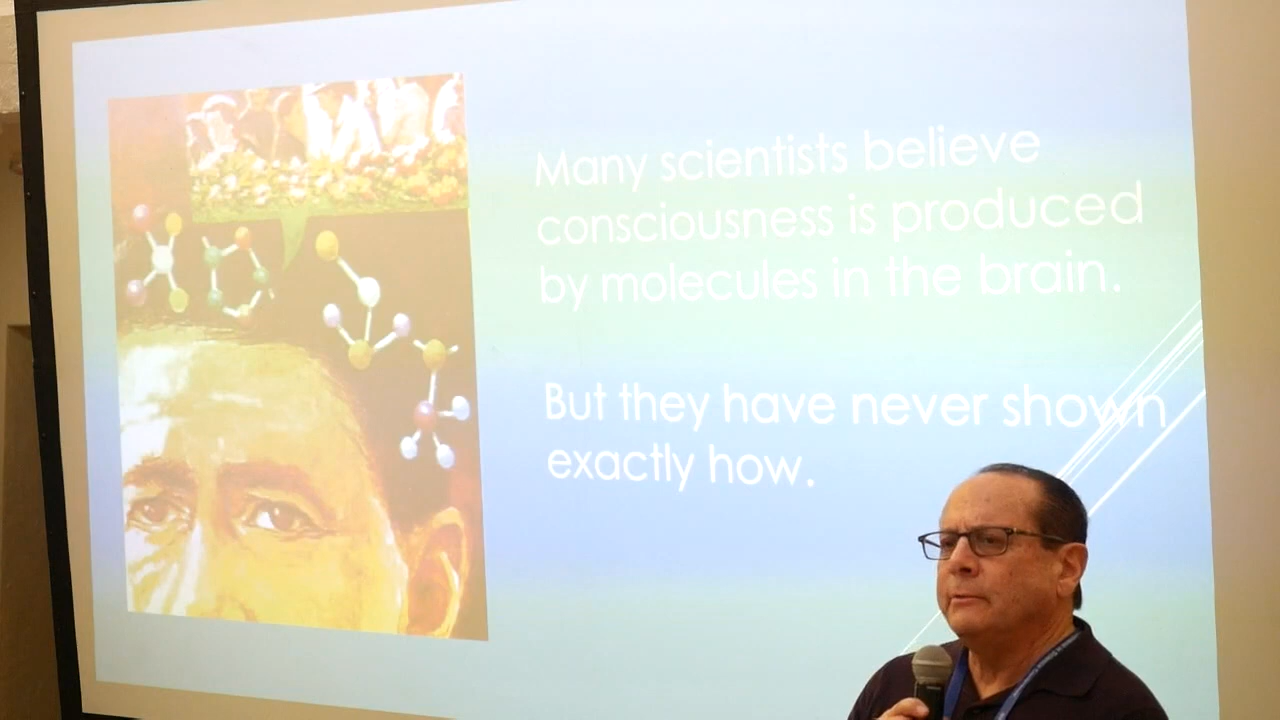 Many scientists believe
consciousness is produced
by molecules in the brain.
But they have never shown
exactly how.